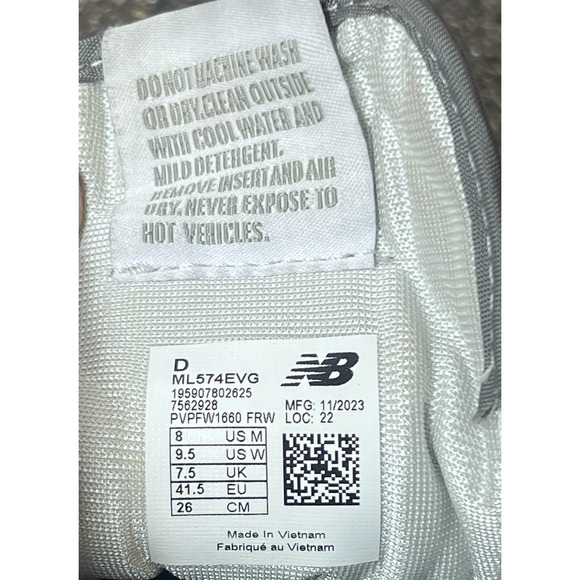 DO NOT MACHINE WASH
OR DRY.CLEAN OUTSIDE
WITH COOL WATER AND
MILD DETERGENT.
REMOVE INSERT AND AIR
DRY. NEVER EXPOSE TO
HOT VEHICLES.
D
ML574EVG
195907802625
7562928
PVPFW1660 FRW
NB
MFG: 11/2023
LOC: 22
8 US M
9.5 US W
7.5 UK
41.5 EU
26 CM
Made In Vietnam
Fabriqué au Vietnam